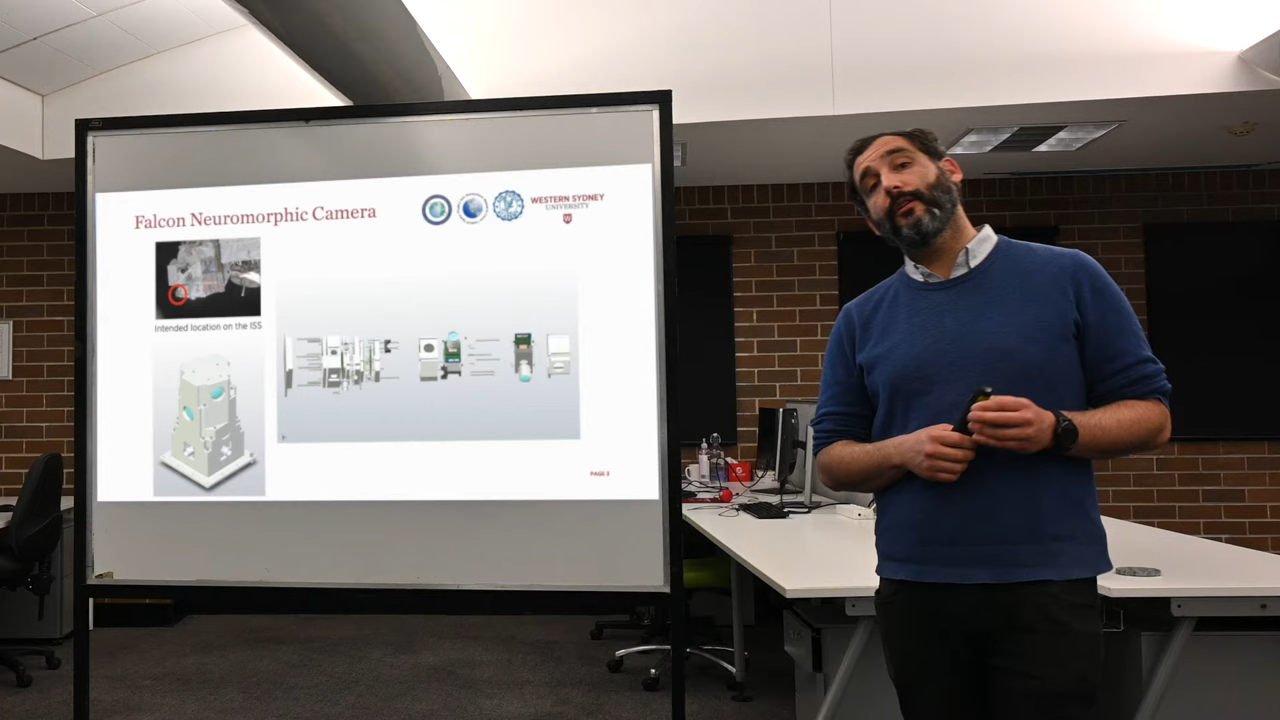 Falcon Neuromorphic Camera
WESTERN SYDNEY
UNIVERSITY
Intended location on the ISS
PAGE 3